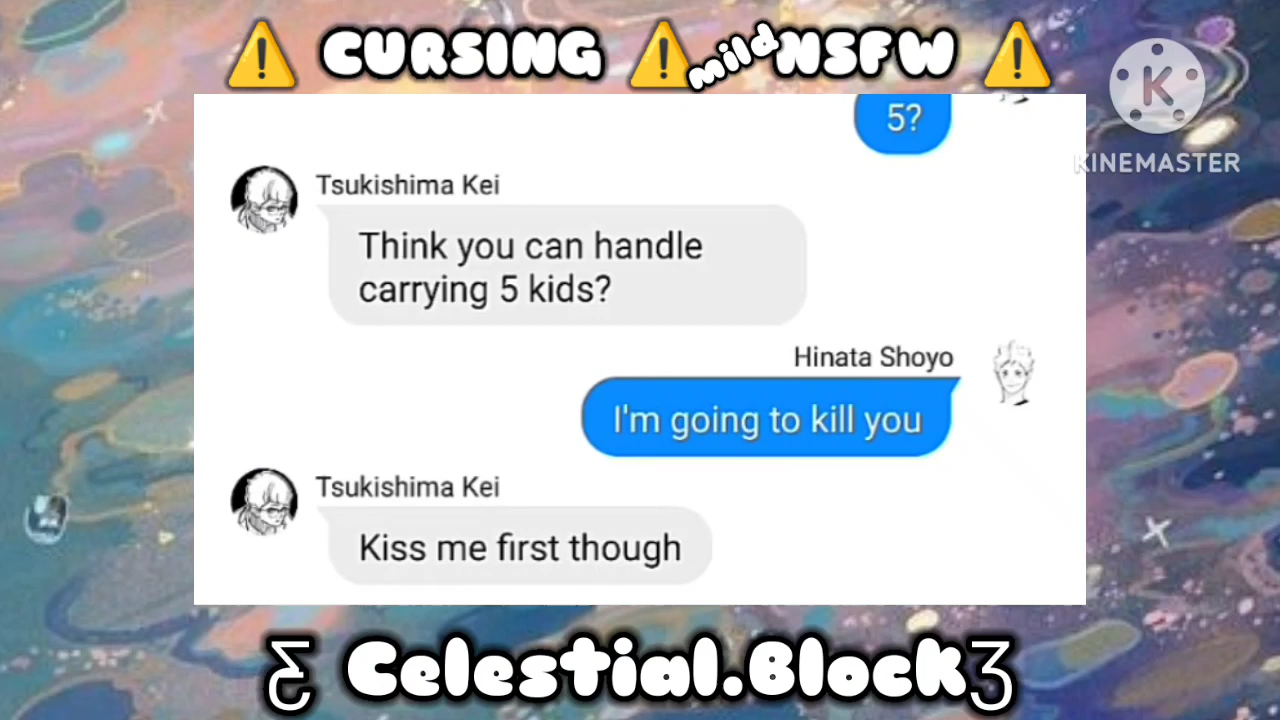 ⚠️ CURSING ⚠️ mild NSFW ⚠️
K
KINEMASTER
5?
Tsukishima Kei
Think you can handle
carrying 5 kids?
Hinata Shoyo
I'm going to kill you
Tsukishima Kei
Kiss me first though
Ƹ Celestial.Block Ʒ